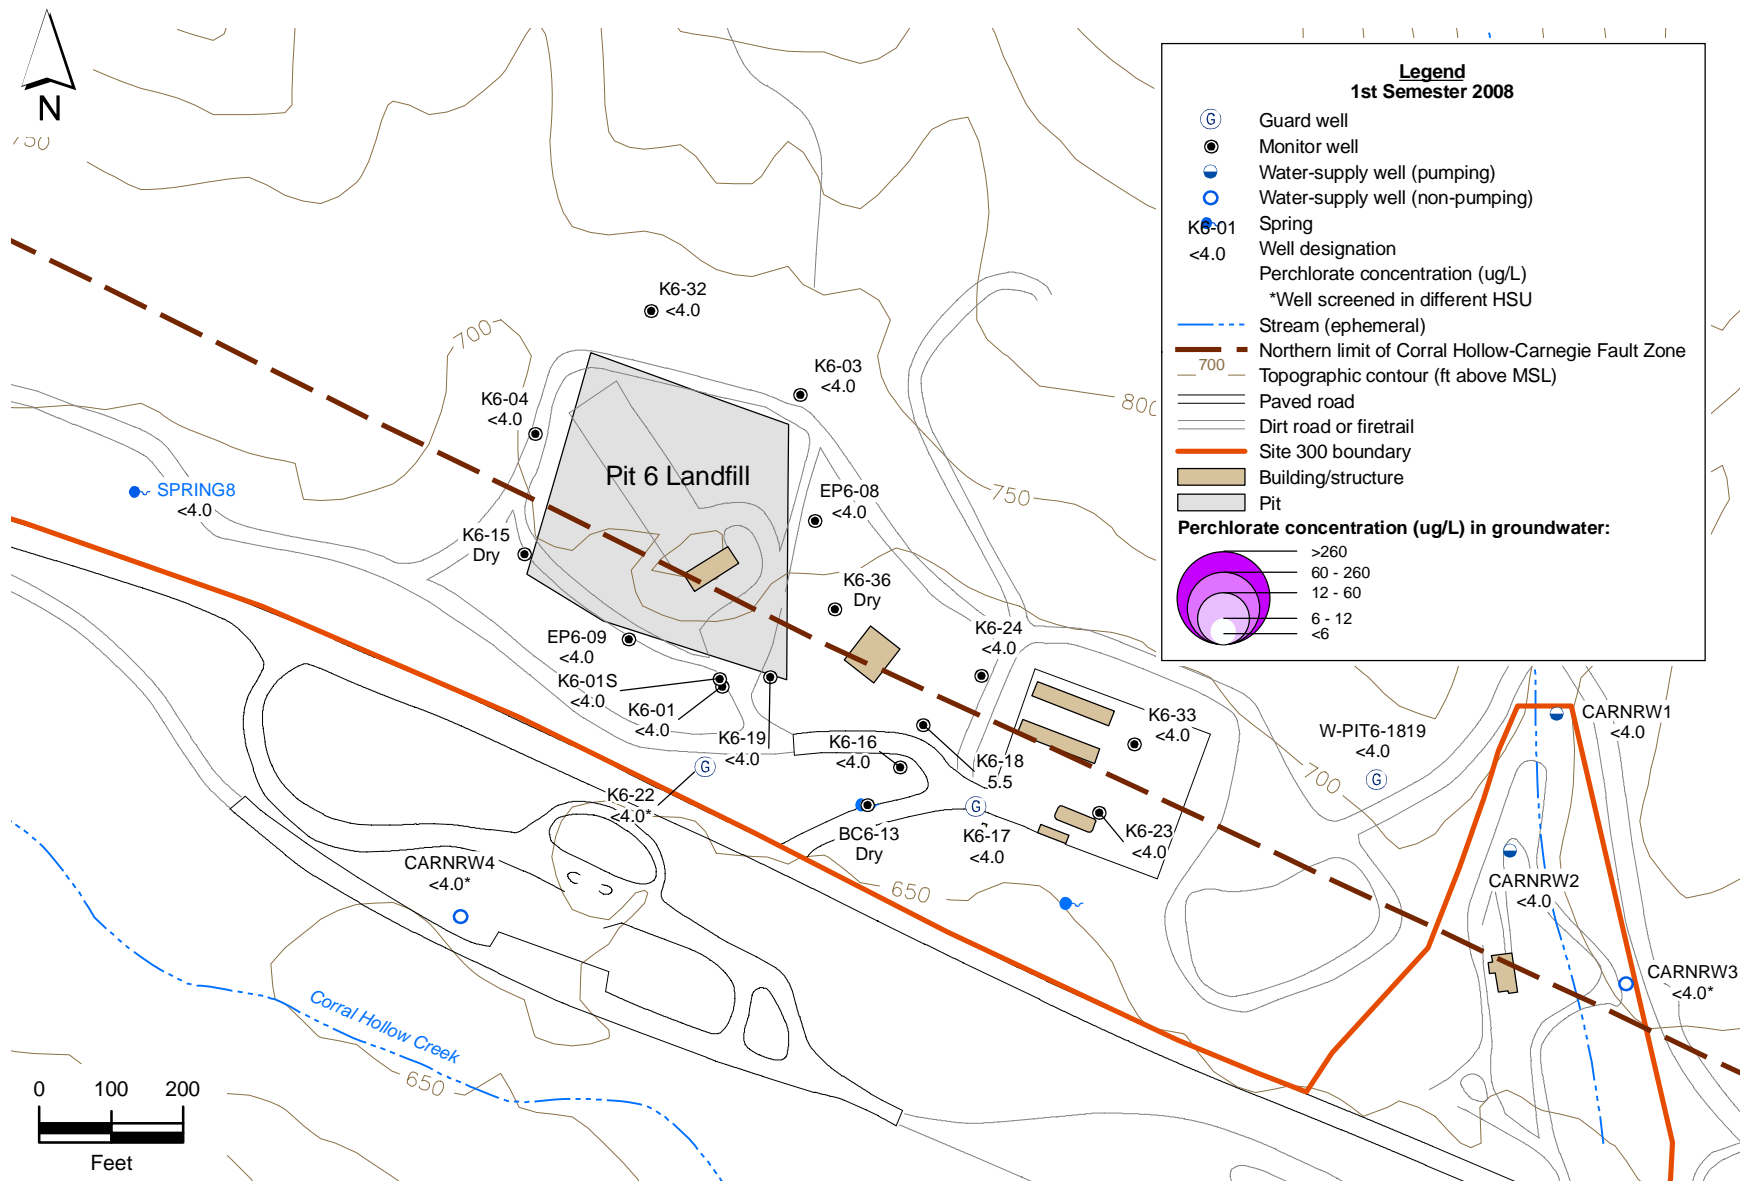 N
750
Legend
1st Semester 2008
Guard well
Monitor well
Water-supply well (pumping)
Water-supply well (non-pumping)
Spring
K6-01
Well designation
<4.0
Perchlorate concentration (ug/L)
*Well screened in different HSU
Stream (ephemeral)
Northern limit of Corral Hollow-Carnegie Fault Zone
700
Topographic contour (ft above MSL)
Paved road
Dirt road or firetrail
Site 300 boundary
Building/structure
Pit
Perchlorate concentration (ug/L) in groundwater:
>260
60 - 260
12 - 60
6 - 12
<6
G
K6-32
<4.0
700
K6-03
<4.0
K6-04
<4.0
800
Pit 6 Landfill
SPRING8
<4.0
EP6-08
<4.0
750
K6-15
Dry
K6-36
Dry
K6-24
<4.0
EP6-09
<4.0
K6-01S
<4.0
K6-01
<4.0
K6-19
<4.0
K6-16
<4.0
K6-18
5.5
K6-33
<4.0
W-PIT6-1819
<4.0
G
CARNRW1
<4.0
700
G
K6-22
<4.0*
BC6-13
Dry
G
K6-17
<4.0
K6-23
<4.0
CARNRW4
<4.0*
650
CARNRW2
<4.0
CARNRW3
<4.0*
Corral Hollow Creek
650
0 100 200
Feet